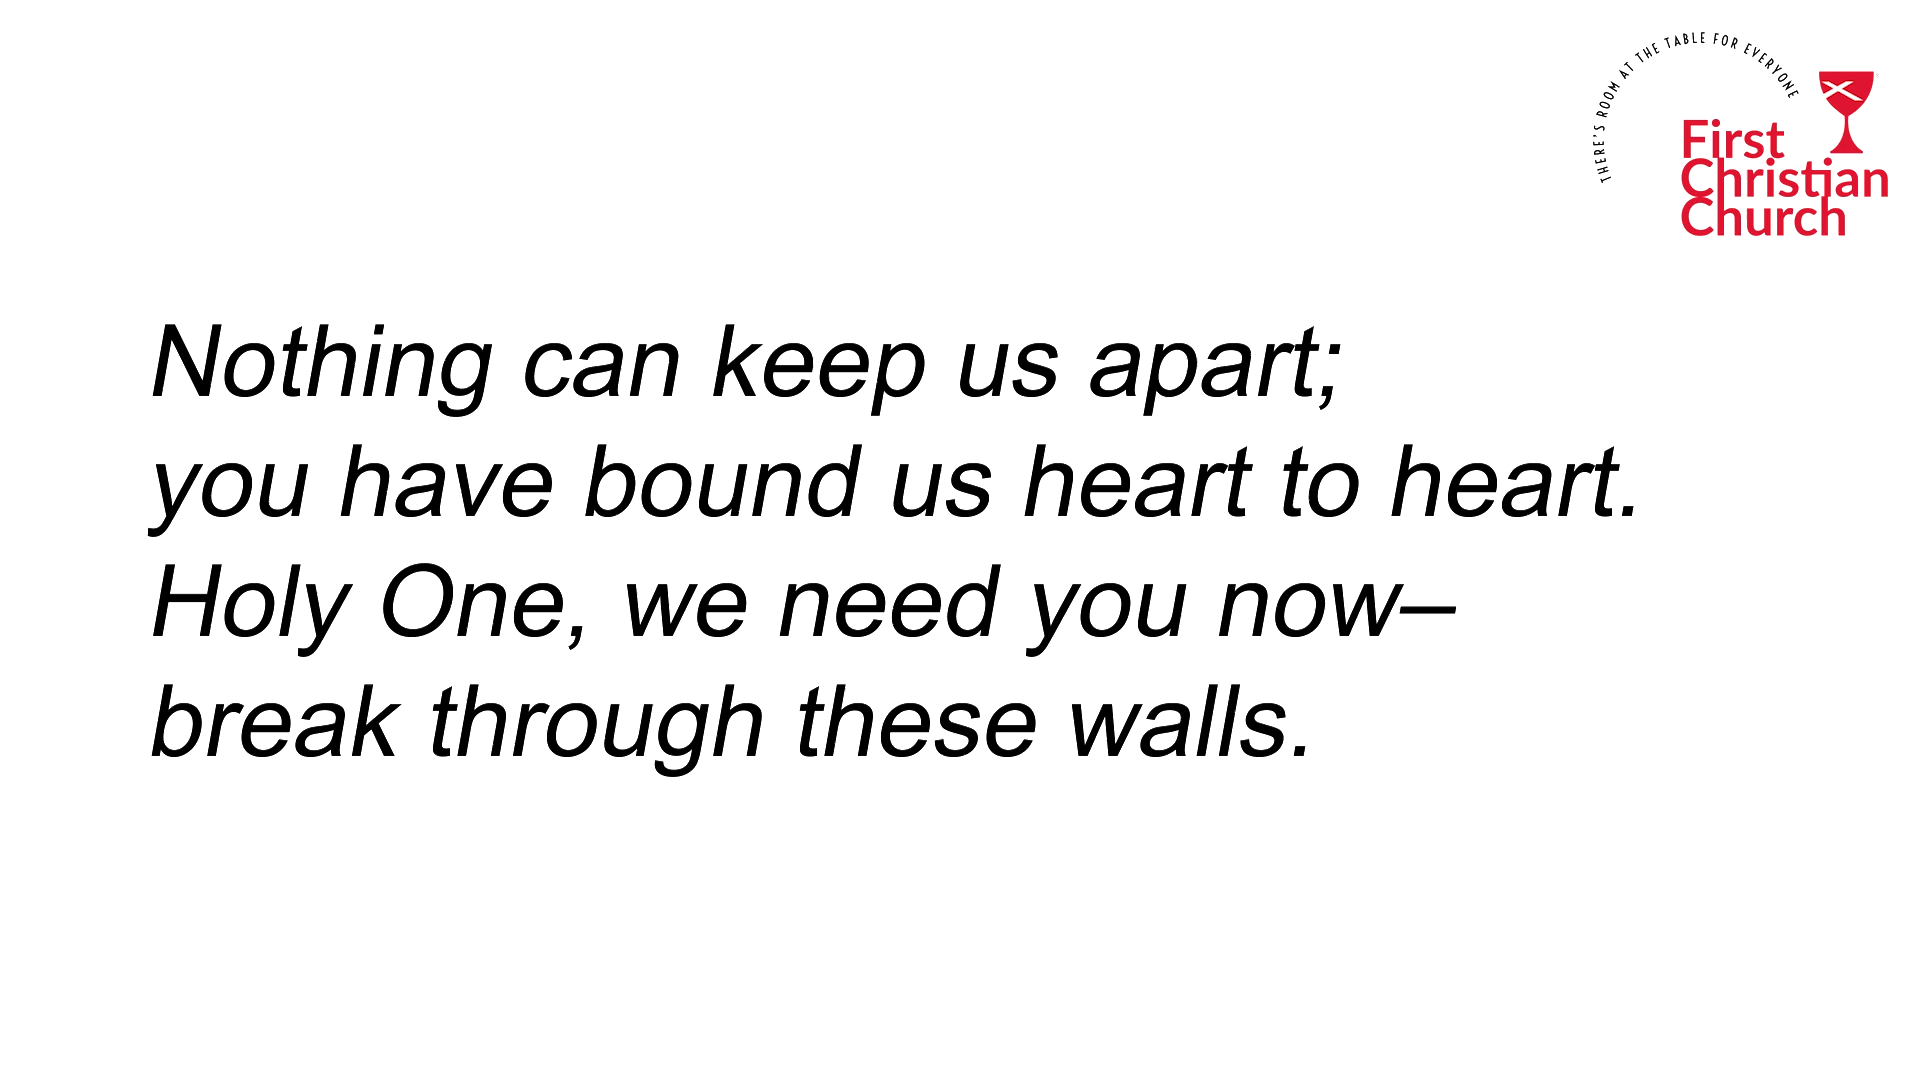 THERE'S ROOM AT THE TABLE FOR EVERYONE
First
Christian
Church
Nothing can keep us apart;
you have bound us heart to heart.
Holy One, we need you now–
break through these walls.